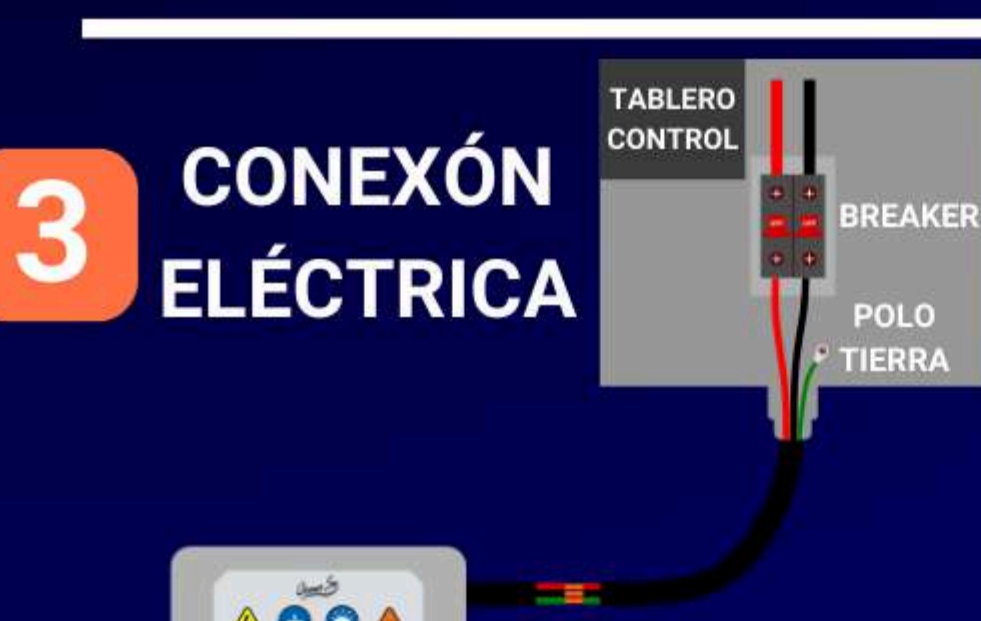 TABLERO
CONTROL
3
CONEXÓN
ELÉCTRICA
BREAKER
POLO
TIERRA